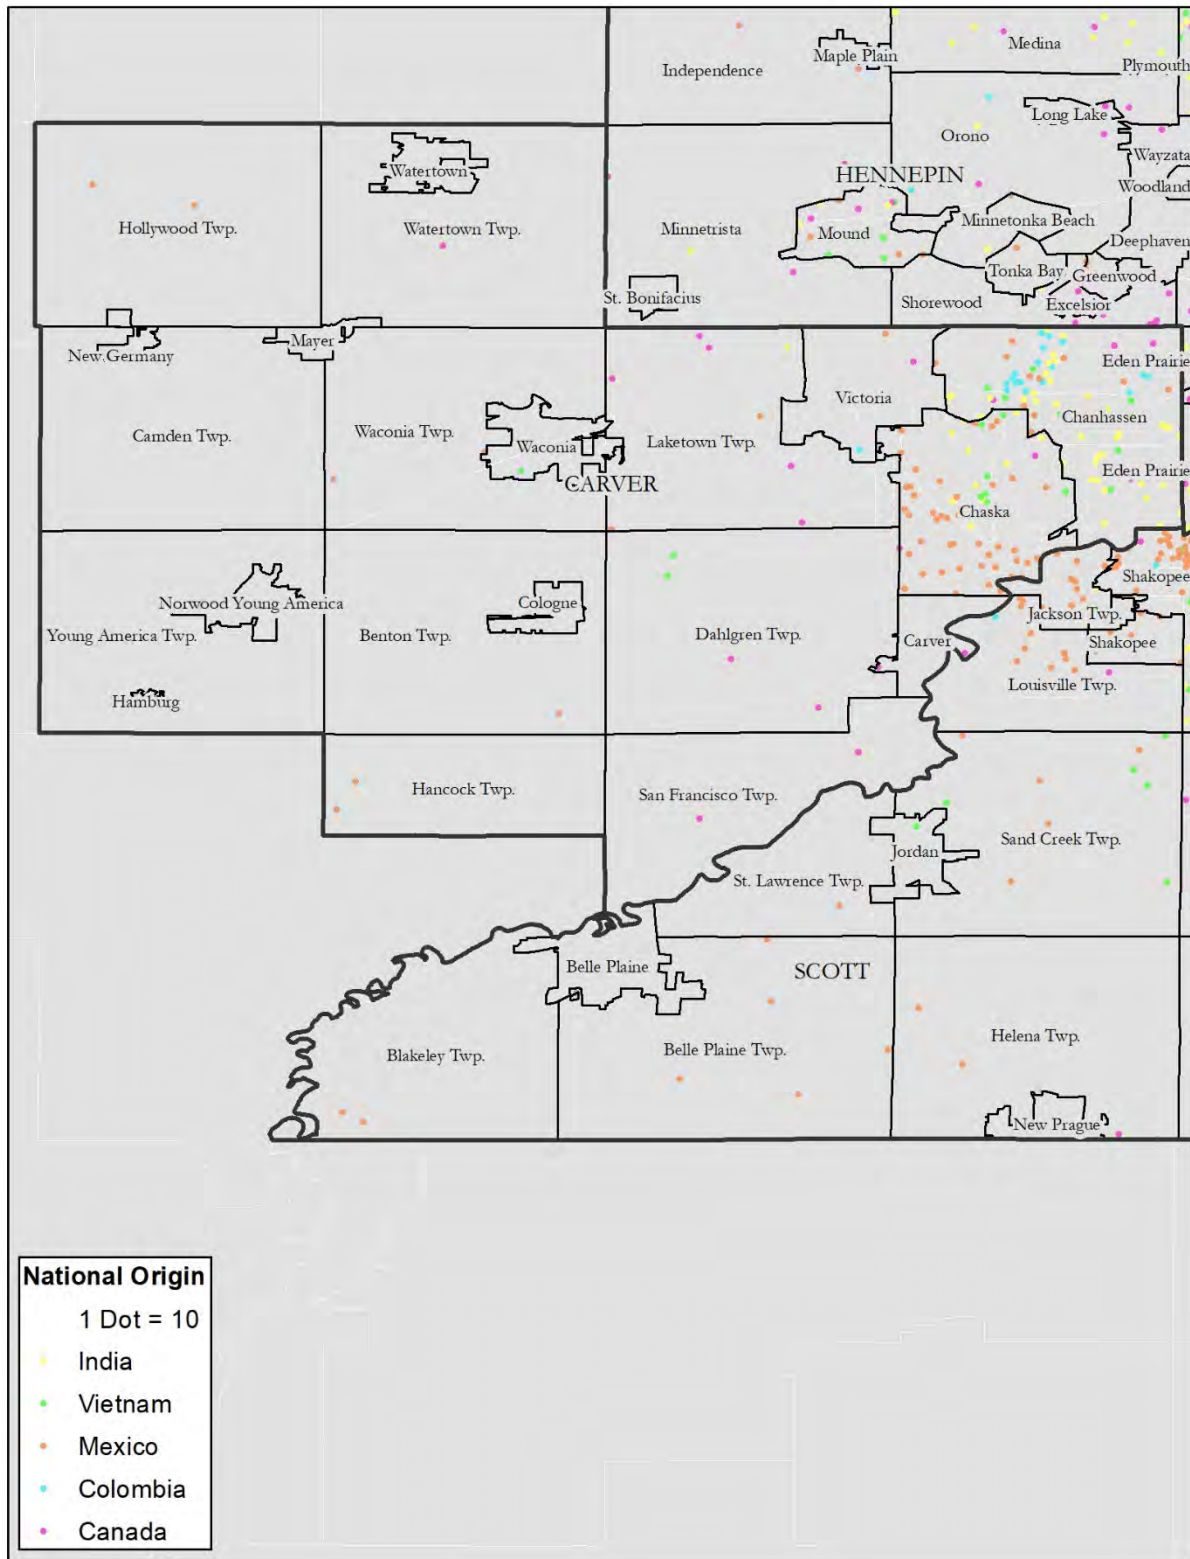 Medina
Maple Plain
Independence
Plymouth
Long Lake
Orono
Wayzata
Watertown
HENNEPIN
Woodland
Hollywood Twp.
Watertown Twp.
Minnetrista
Mound
Minnetonka Beach
Deephaven
Tonka Bay
Greenwood
St. Bonifacius
Shorewood
Excelsior
New Germany
Mayer
Eden Prairie
Victoria
Chanhassen
Camden Twp.
Waconia Twp.
Waconia
Laketown Twp.
Eden Prairie
CARVER
Chaska
Shakopee
Norwood Young America
Cologne
Jackson Twp.
Young America Twp.
Benton Twp.
Dahlgren Twp.
Carver
Shakopee
Louisville Twp.
Hamburg
Hancock Twp.
San Francisco Twp.
Sand Creek Twp.
Jordan
St. Lawrence Twp.
Belle Plaine
SCOTT
Helena Twp.
Blakeley Twp.
Belle Plaine Twp.
New Prague
National Origin
1 Dot = 10
India
Vietnam
Mexico
Colombia
Canada